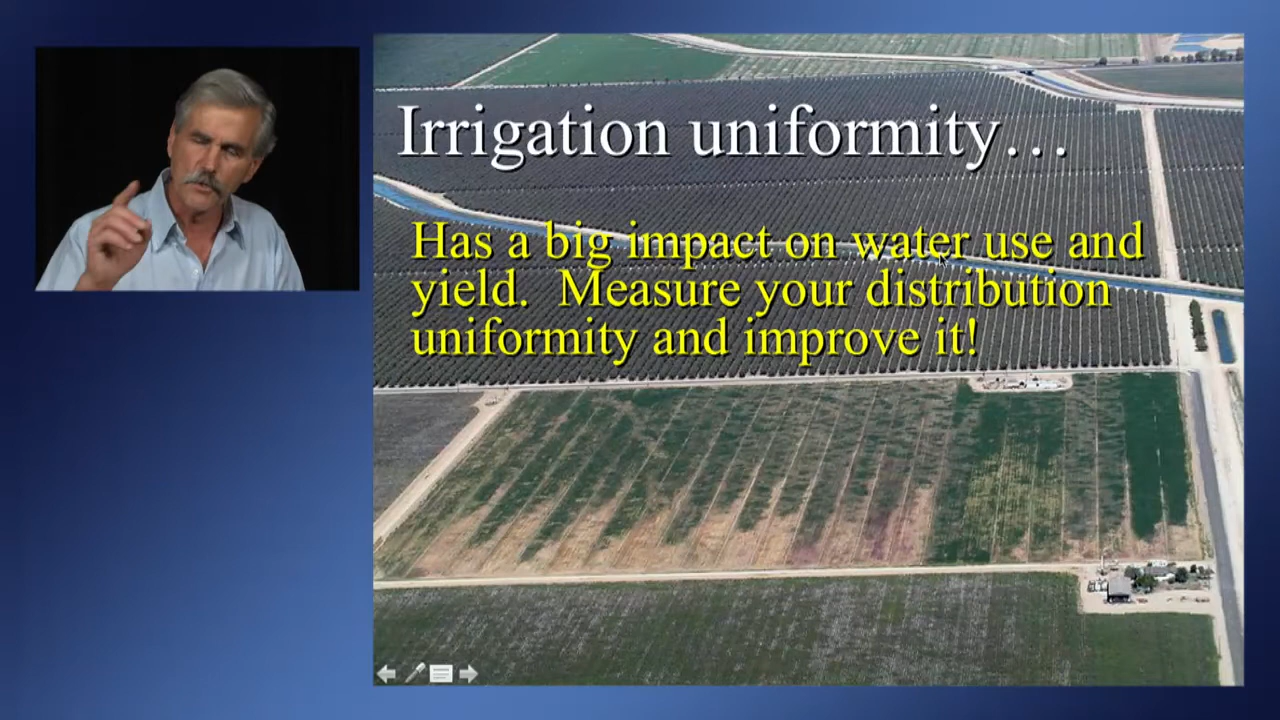 Irrigation uniformity…
Has a big impact on water use and
yield.  Measure your distribution
uniformity and improve it!